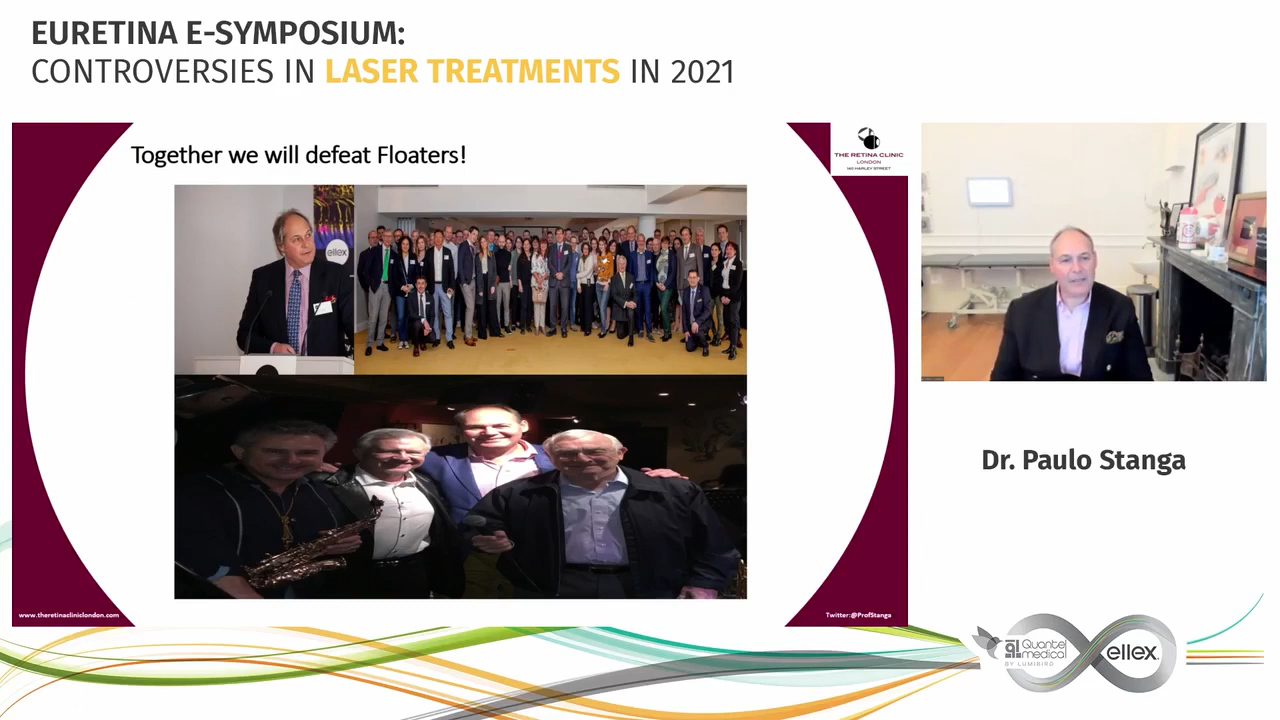 EURETINA E-SYMPOSIUM:
CONTROVERSIES IN LASER TREATMENTS IN 2021
Together we will defeat Floaters!
THE RETINA CLINIC
LONDON
140 HARLEY STREET
ellex
Dr. Paulo Stanga
www.theretinacliniclondon.com
Twitter:@ProfStanga
Quantel
medical
BY LUMIBIRD
ellex